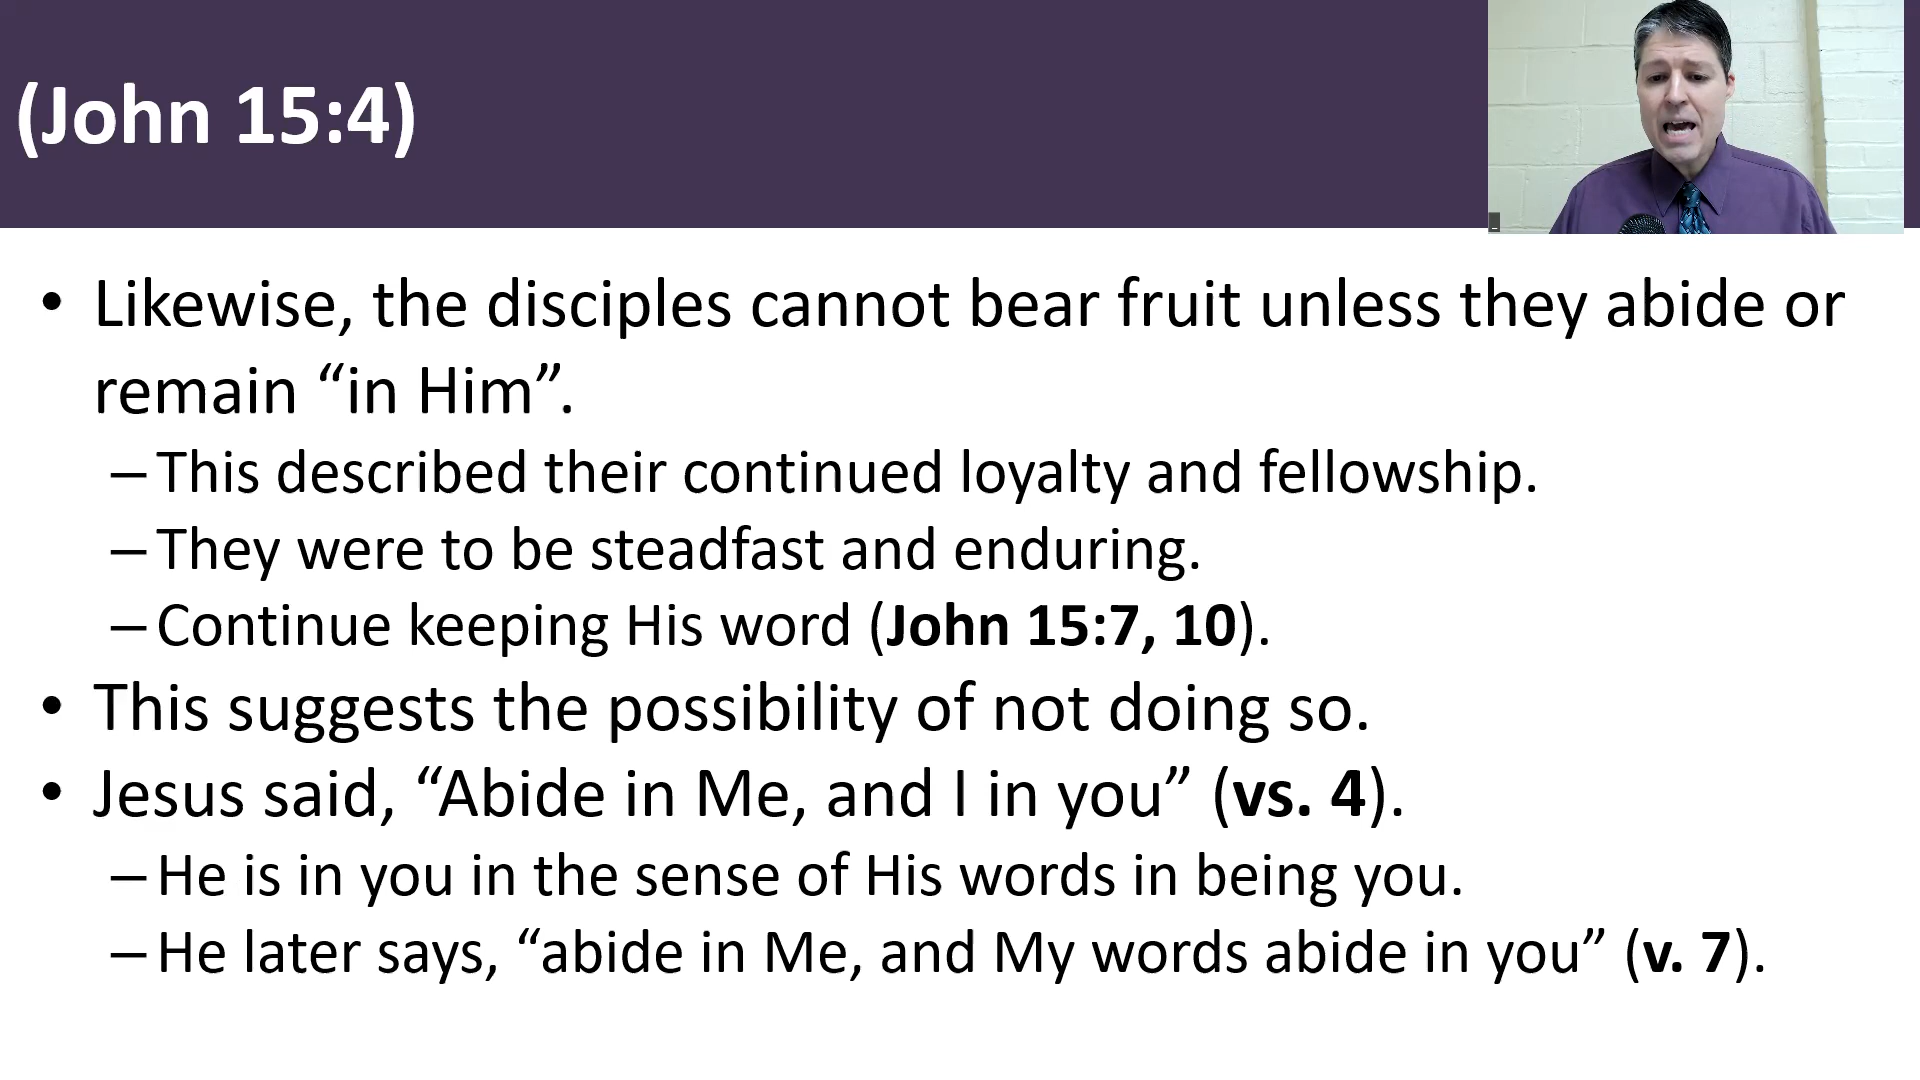 (John 15:4)
• Likewise, the disciples cannot bear fruit unless they abide or
remain “in Him”.
– This described their continued loyalty and fellowship.
– They were to be steadfast and enduring.
– Continue keeping His word (John 15:7, 10).
• This suggests the possibility of not doing so.
• Jesus said, “Abide in Me, and I in you” (vs. 4).
– He is in you in the sense of His words in being you.
– He later says, “abide in Me, and My words abide in you” (v. 7).